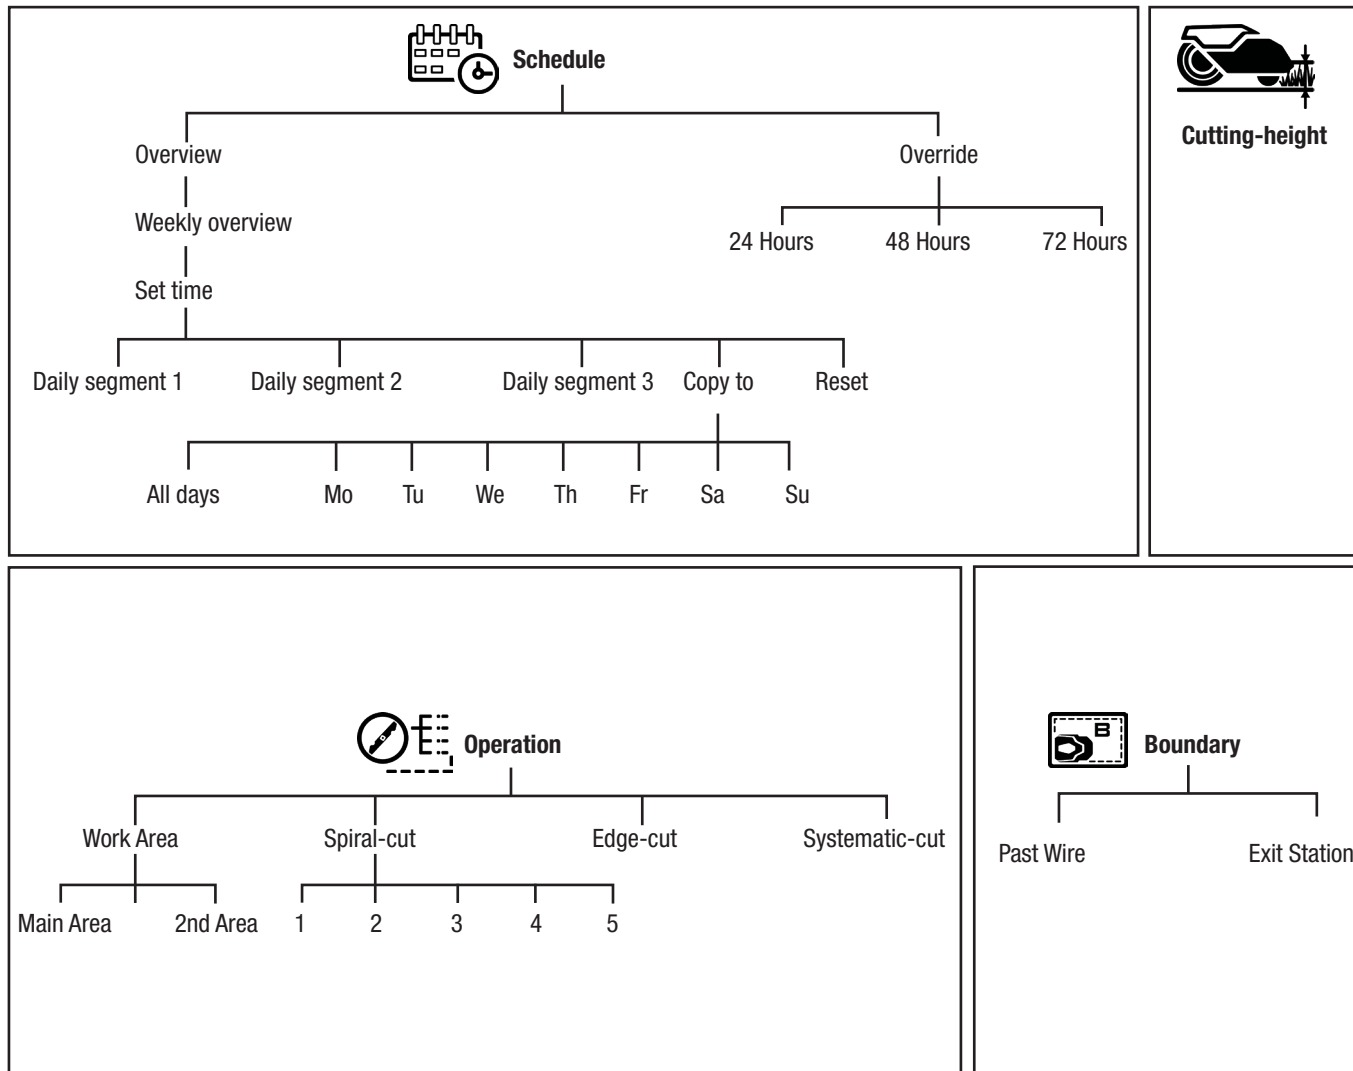 Schedule
Cutting-height
Overview
Override
Weekly overview
24 Hours
48 Hours
72 Hours
Set time
Daily segment 1
Daily segment 2
Daily segment 3
Copy to
Reset
All days
Mo
Tu
We
Th
Fr
Sa
Su
B
Operation
Boundary
Work Area
Spiral-cut
Edge-cut
Systematic-cut
Past Wire
Exit Station
Main Area
2nd Area
1
2
3
4
5